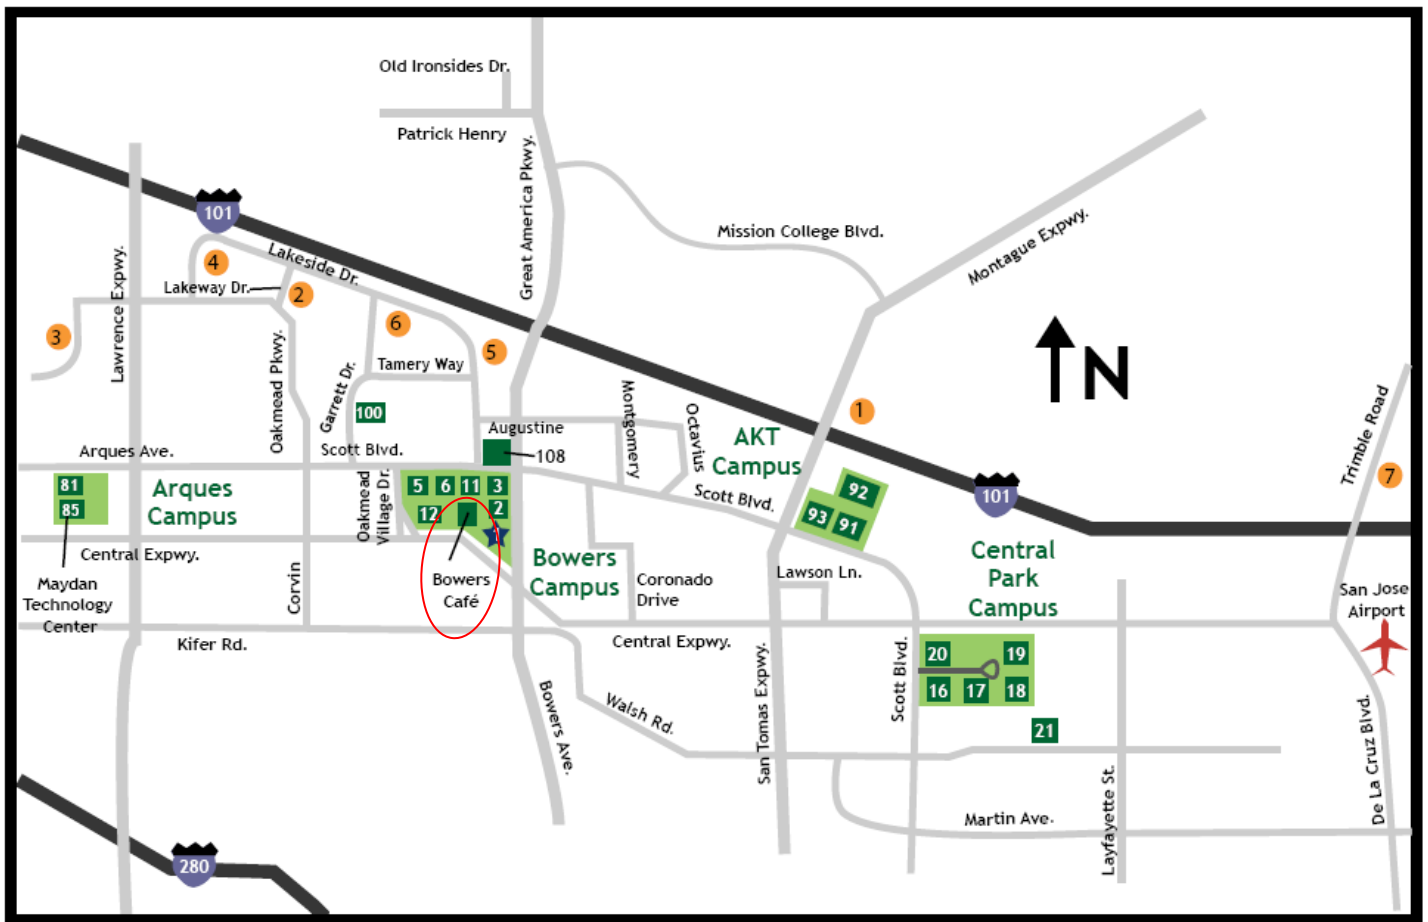 Old Ironsides Dr.
Patrick Henry
Great America Pkwy.
101
Mission College Blvd.
Montague Expwy.
Lawrence Expwy.
4
Lakeside Dr.
Lakeway Dr.
2
3
6
5
Oakmead Pkwy.
Garrett Dr.
Tamery Way
N
100
Scott Blvd.
Augustine
108
Montgomery
Octavius
AKT
Campus
1
Trimble Road
7
Arques Ave.
81
85
Arques
Campus
Oakmead
Village Dr.
5 6 11 3
12 2
Scott Blvd.
92
93 91
101
Central Expwy.
Maydan
Technology
Center
Corvin
Bowers
Café
Bowers
Campus
Coronado
Drive
Lawson Ln.
Central
Park
Campus
San Jose
Airport
Kifer Rd.
Central Expwy.
20 19
16 17 18
21
Bowers Ave.
Walsh Rd.
San Tomas Expwy.
Scott Blvd.
Martin Ave.
Layfayette St.
De La Cruz Blvd.
280